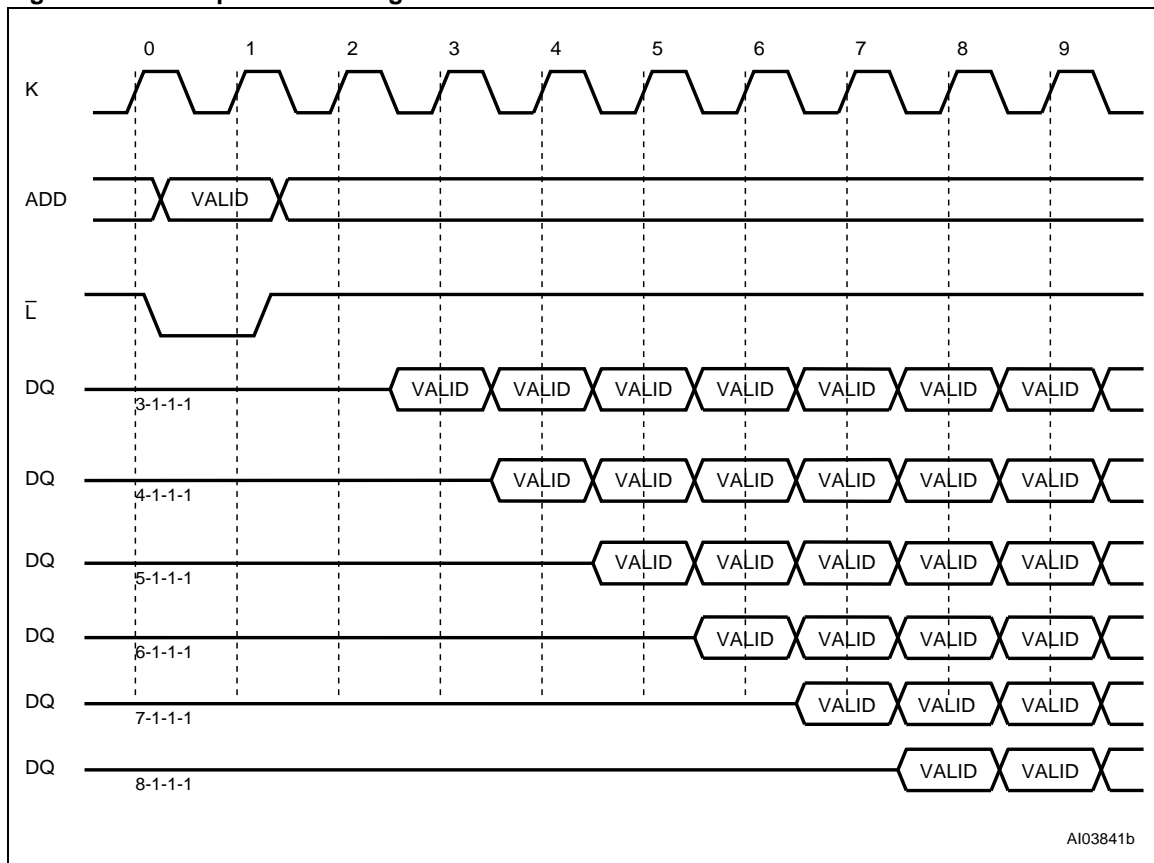 0 1 2 3 4 5 6 7 8 9
K
ADD VALID
L̅
DQ VALID VALID VALID VALID VALID VALID VALID
3-1-1-1
DQ VALID VALID VALID VALID VALID VALID
4-1-1-1
DQ VALID VALID VALID VALID VALID
5-1-1-1
DQ VALID VALID VALID VALID
6-1-1-1
DQ VALID VALID VALID
7-1-1-1
DQ VALID VALID
8-1-1-1
AI03841b